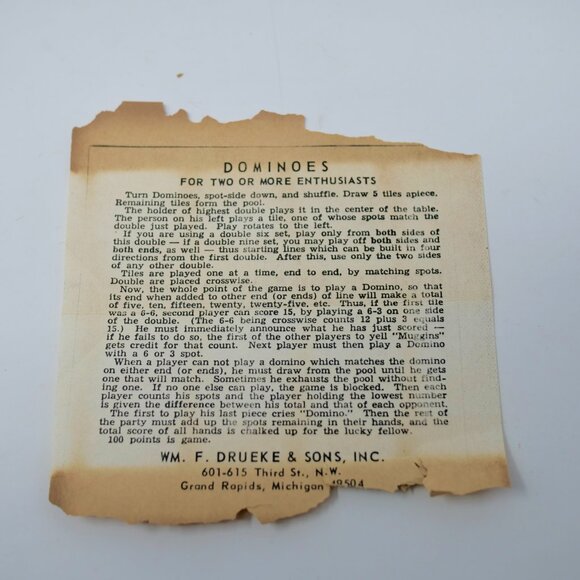 DOMINOES
FOR TWO OR MORE ENTHUSIASTS
Turn Dominoes, spot-side down, and shuffle. Draw 5 tiles apiece.
Remaining tiles form the pool.
The holder of highest double plays it in the center of the table.
The person on his left plays a tile, one of whose spots match the
double just played. Play rotates to the left.
If you are using a double six set, play only from both sides of
this double — if a double nine set, you may play off both sides and
both ends, as well — thus starting lines which can be built in four
directions from the first double. After this, use only the two sides
of any other double.
Tiles are played one at a time, end to end, by matching spots.
Double are placed crosswise.
Now, the whole point of the game is to play a Domino, so that
its end when added to other end (or ends) of line will make a total
of five, ten, fifteen, twenty, twenty-five, etc. Thus, if the first tile
was a 6-6, second player can score 15, by playing a 6-3 on one side
of the double. (The 6-6 being crosswise counts 12 plus 3 equals
15.) He must immediately announce what he has just scored —
if he fails to do so, the first of the other players to yell "Muggins"
gets credit for that count. Next player must then play a Domino
with a 6 or 3 spot.
When a player can not play a domino which matches the domino
on either end (or ends), he must draw from the pool until he gets
one that will match. Sometimes he exhausts the pool without find-
ing one. If no one else can play, the game is blocked. Then each
player counts his spots and the player holding the lowest number
is given the difference between his total and that of each opponent.
The first to play his last piece cries "Domino." Then the rest of
the party must add up the spots remaining in their hands, and the
total score of all hands is chalked up for the lucky fellow.
100 points is game.
WM. F. DRUEKE & SONS, INC.
601-615 Third St., N.W.
Grand Rapids, Michigan 49504